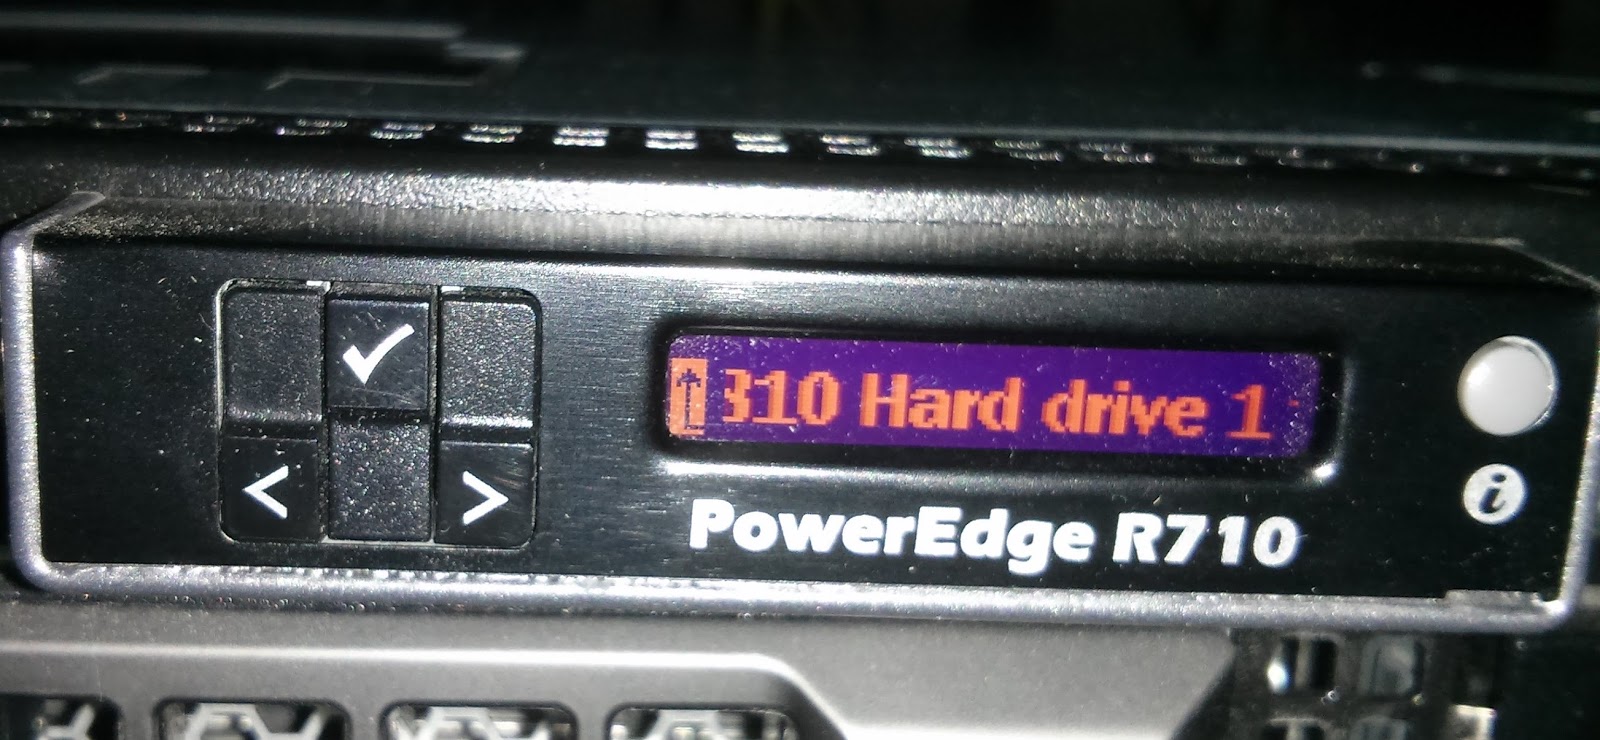 310 Hard drive 1
PowerEdge R710